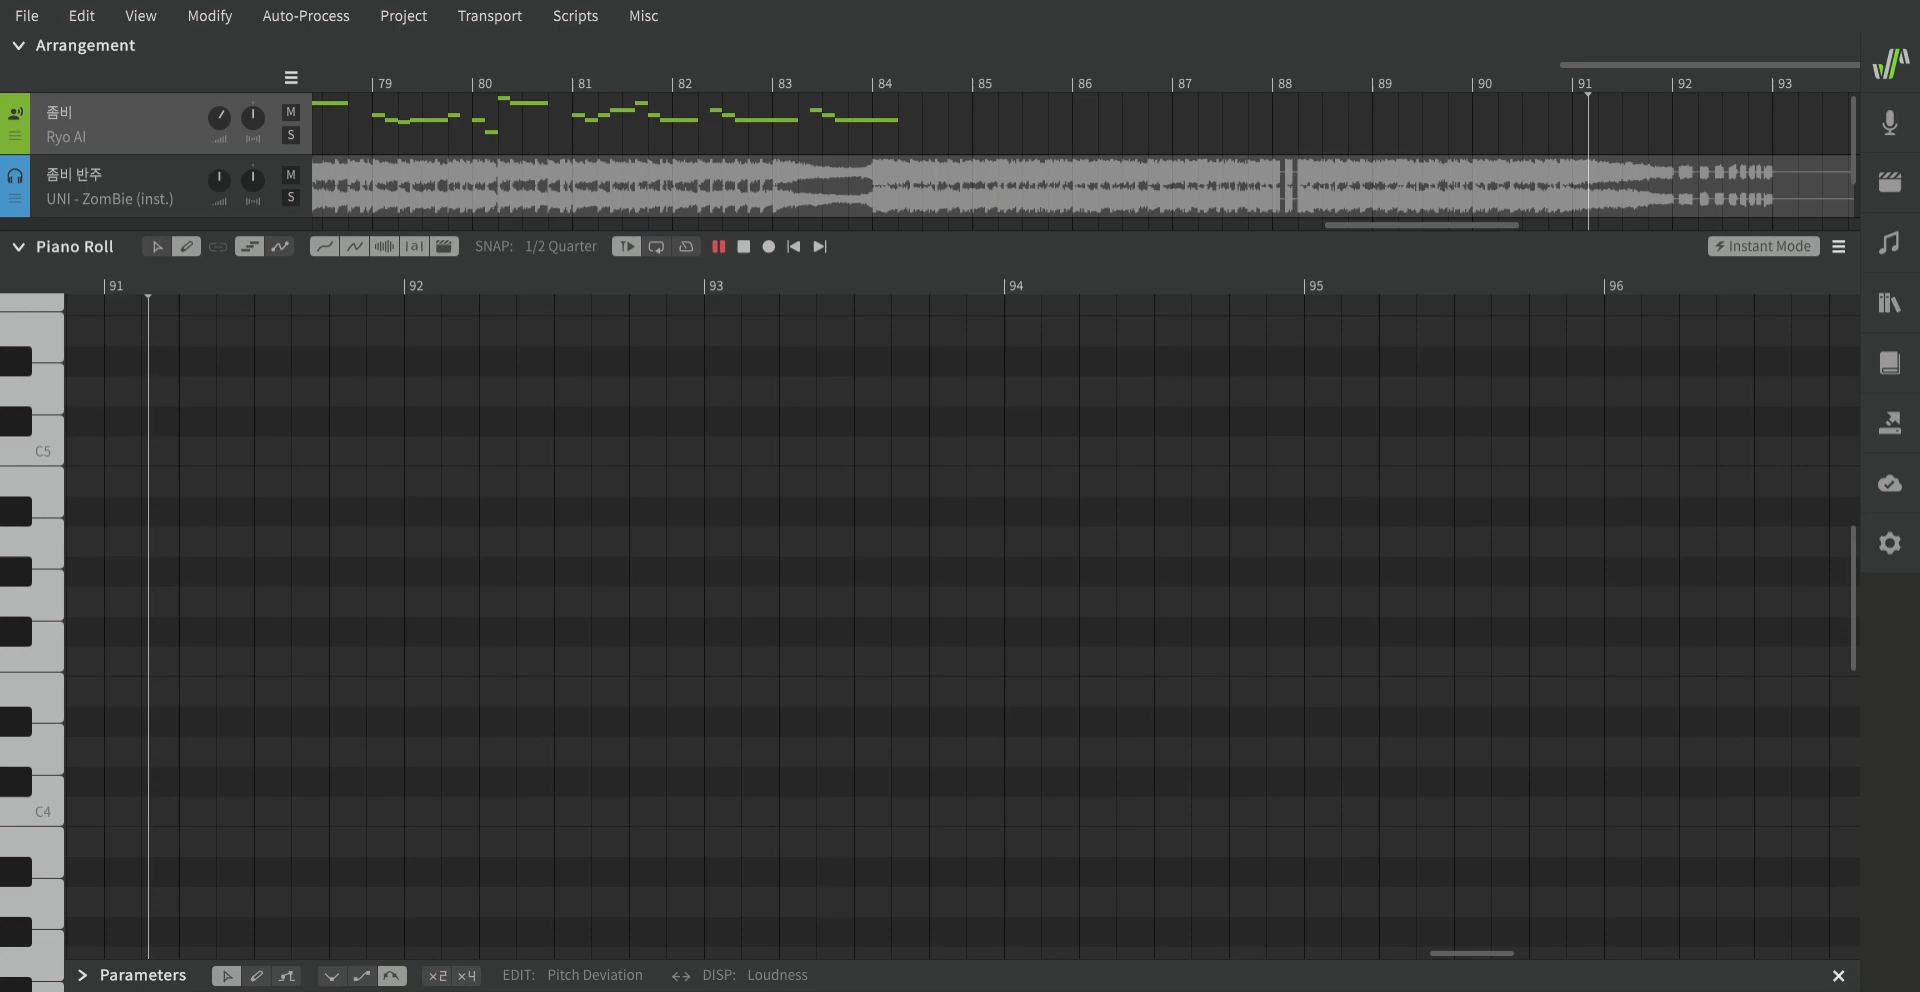 File Edit View Modify Auto-Process Project Transport Scripts Misc
Arrangement
79 80 81 82 83 84 85 86 87 88 89 90 91 92 93
좀비 M
Ryo AI S
좀비 반주 M
UNI - ZomBie (inst.) S
Piano Roll |a| SNAP: 1/2 Quarter Instant Mode
91 92 93 94 95 96
C5
C4
Parameters ×2 ×4 EDIT: Pitch Deviation DISP: Loudness